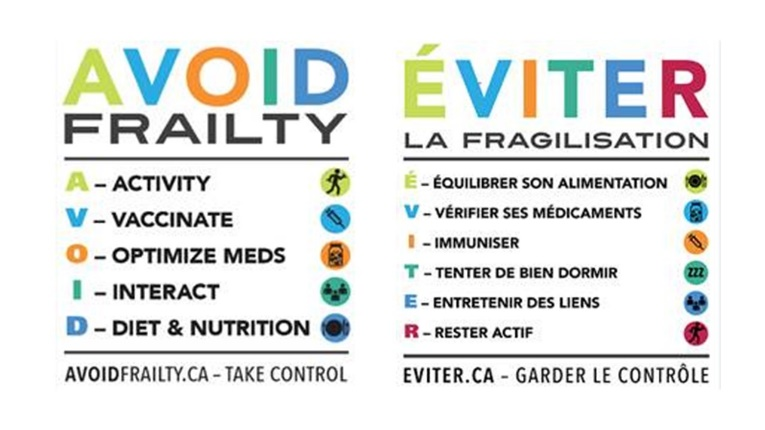 AVOID
FRAILTY
A – ACTIVITY
V – VACCINATE
O – OPTIMIZE MEDS
I – INTERACT
D – DIET & NUTRITION
AVOIDFRAILTY.CA – TAKE CONTROL
ÉVITER
LA FRAGILISATION
É – ÉQUILIBRER SON ALIMENTATION
V – VÉRIFIER SES MÉDICAMENTS
I – IMMUNISER
T – TENTER DE BIEN DORMIR
ZZZ
E – ENTRETENIR DES LIENS
R – RESTER ACTIF
EVITER.CA – GARDER LE CONTRÔLE